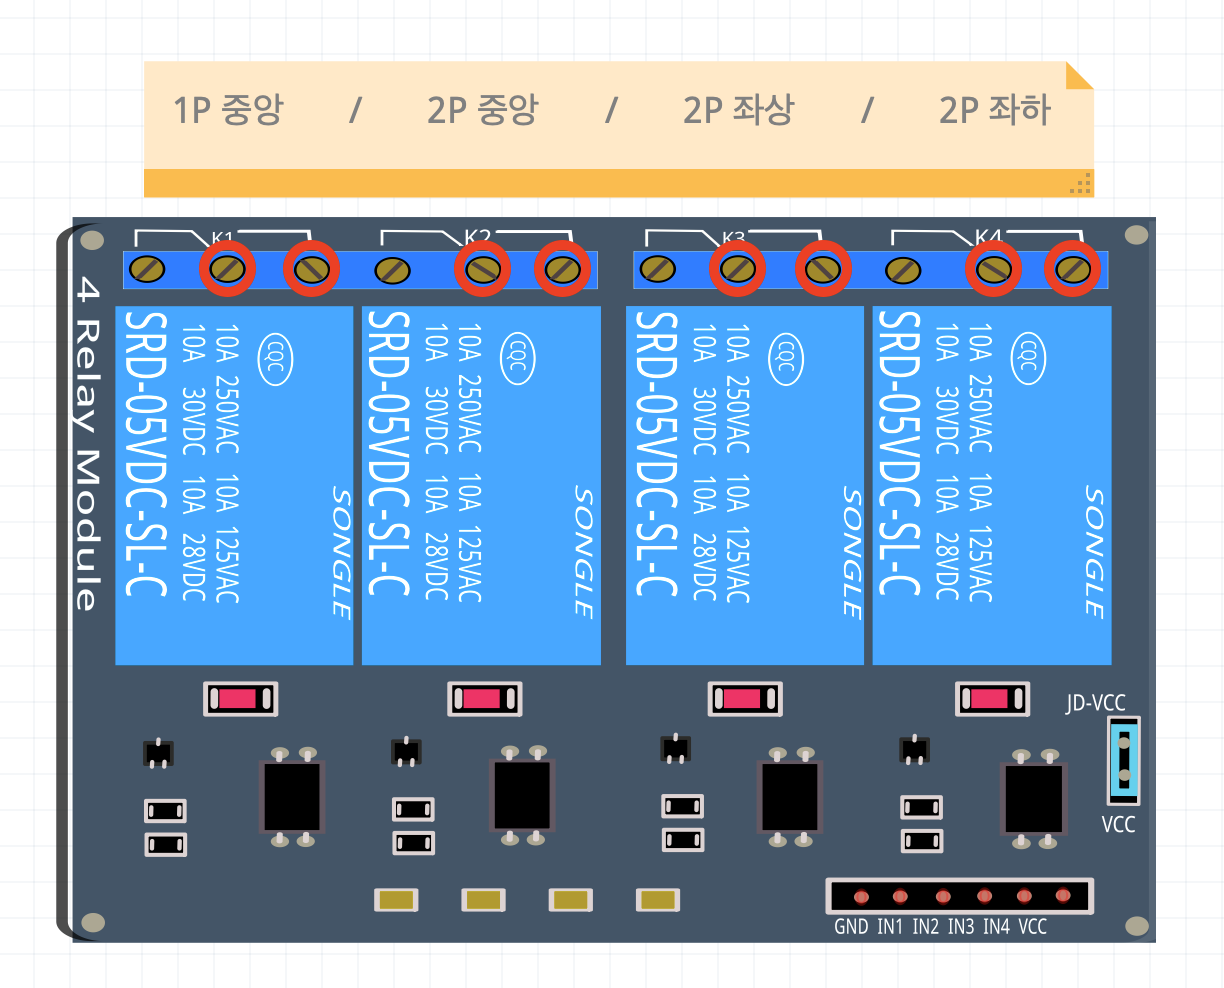 1P 중앙 / 2P 중앙 / 2P 좌상 / 2P 좌하
K1 K2 K3 K4
4 Relay Module
SRD-05VDC-SL-C
10A 30VDC 10A 28VDC
10A 250VAC 10A 125VAC
CQC
SONGLE
SRD-05VDC-SL-C
10A 30VDC 10A 28VDC
10A 250VAC 10A 125VAC
CQC
SONGLE
SRD-05VDC-SL-C
10A 30VDC 10A 28VDC
10A 250VAC 10A 125VAC
CQC
SONGLE
SRD-05VDC-SL-C
10A 30VDC 10A 28VDC
10A 250VAC 10A 125VAC
CQC
SONGLE
JD-VCC
VCC
GND IN1 IN2 IN3 IN4 VCC